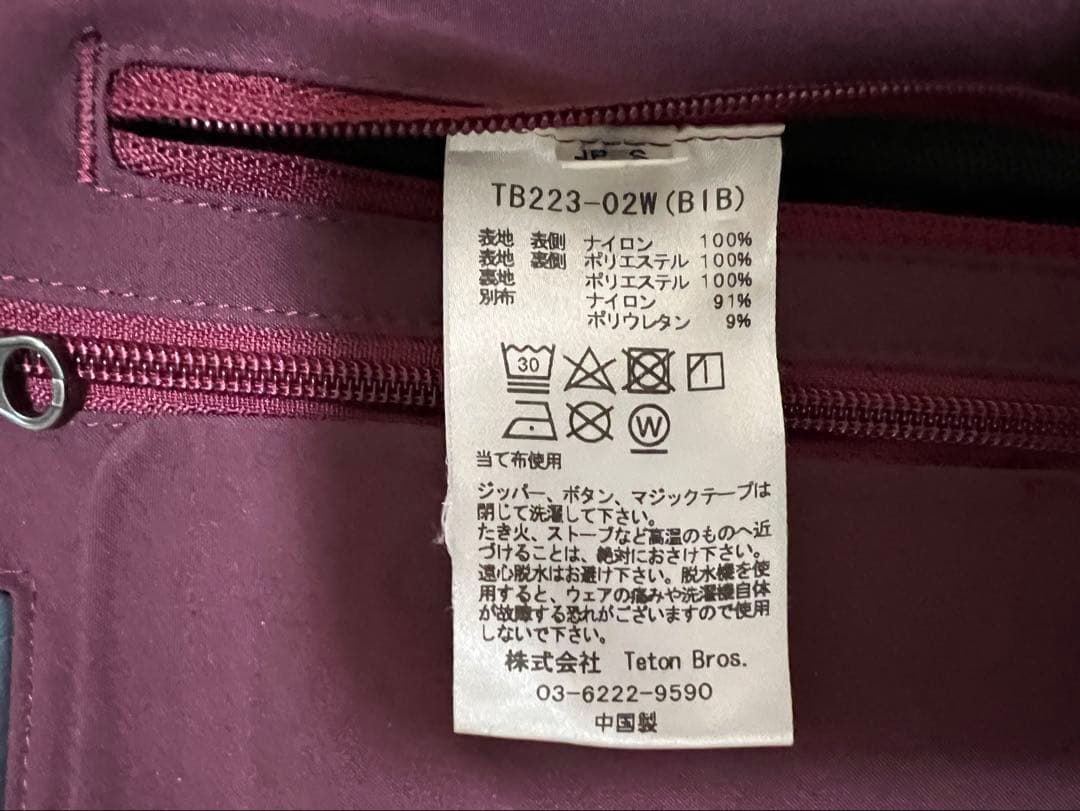 JP S
TB223-02W(BIB)
表地 表側 ナイロン 100%
表地 裏側 ポリエステル 100%
裏地 ポリエステル 100%
別布 ナイロン 91%
ポリウレタン 9%
30
W
当て布使用
ジッパー、ボタン、マジックテープは
閉じて洗濯して下さい。
たき火、ストーブなど高温のものへ近
づけることは、絶対におさけ下さい。
遠心脱水はお避け下さい。脱水機を使
用すると、ウェアの痛みや洗濯機自体
が故障する恐れがございますので使用
しないで下さい。
株式会社 Teton Bros.
03-6222-9590
中国製